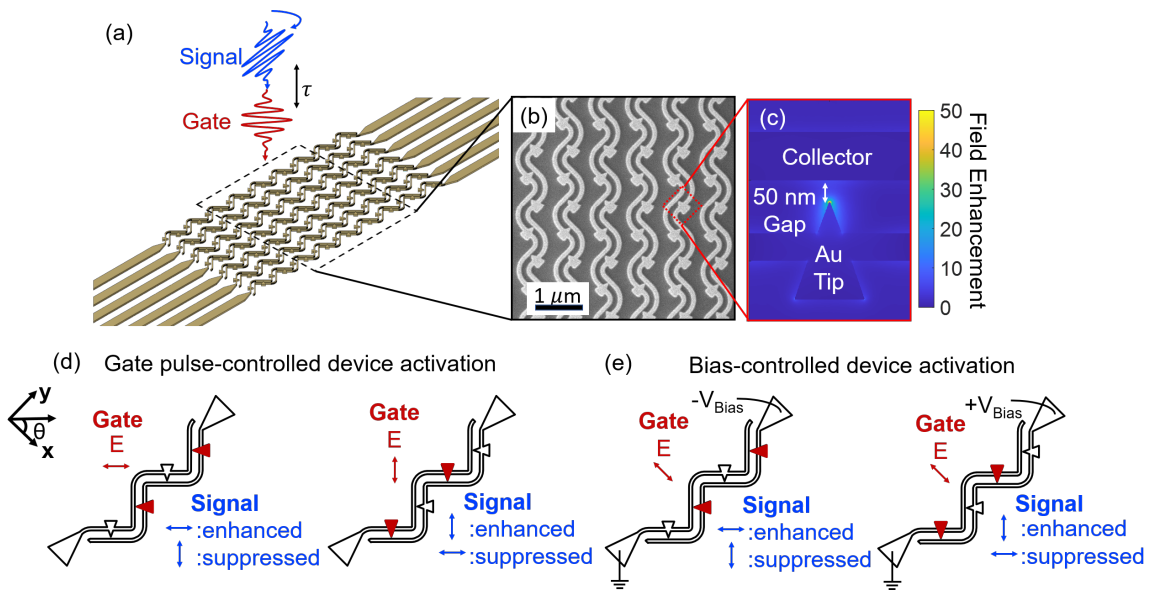 (a)
Signal
τ
Gate
(b)
1 μm
(c)
Collector
50 nm
Gap
Au
Tip
50
40
30
20
10
0
Field Enhancement
(d) Gate pulse-controlled device activation
y
θ
x
Gate
E
Signal
:enhanced
:suppressed
Gate
E
Signal
:enhanced
:suppressed
(e) Bias-controlled device activation
-VBias
Gate
E
Signal
:enhanced
:suppressed
+VBias
Gate
E
Signal
:enhanced
:suppressed